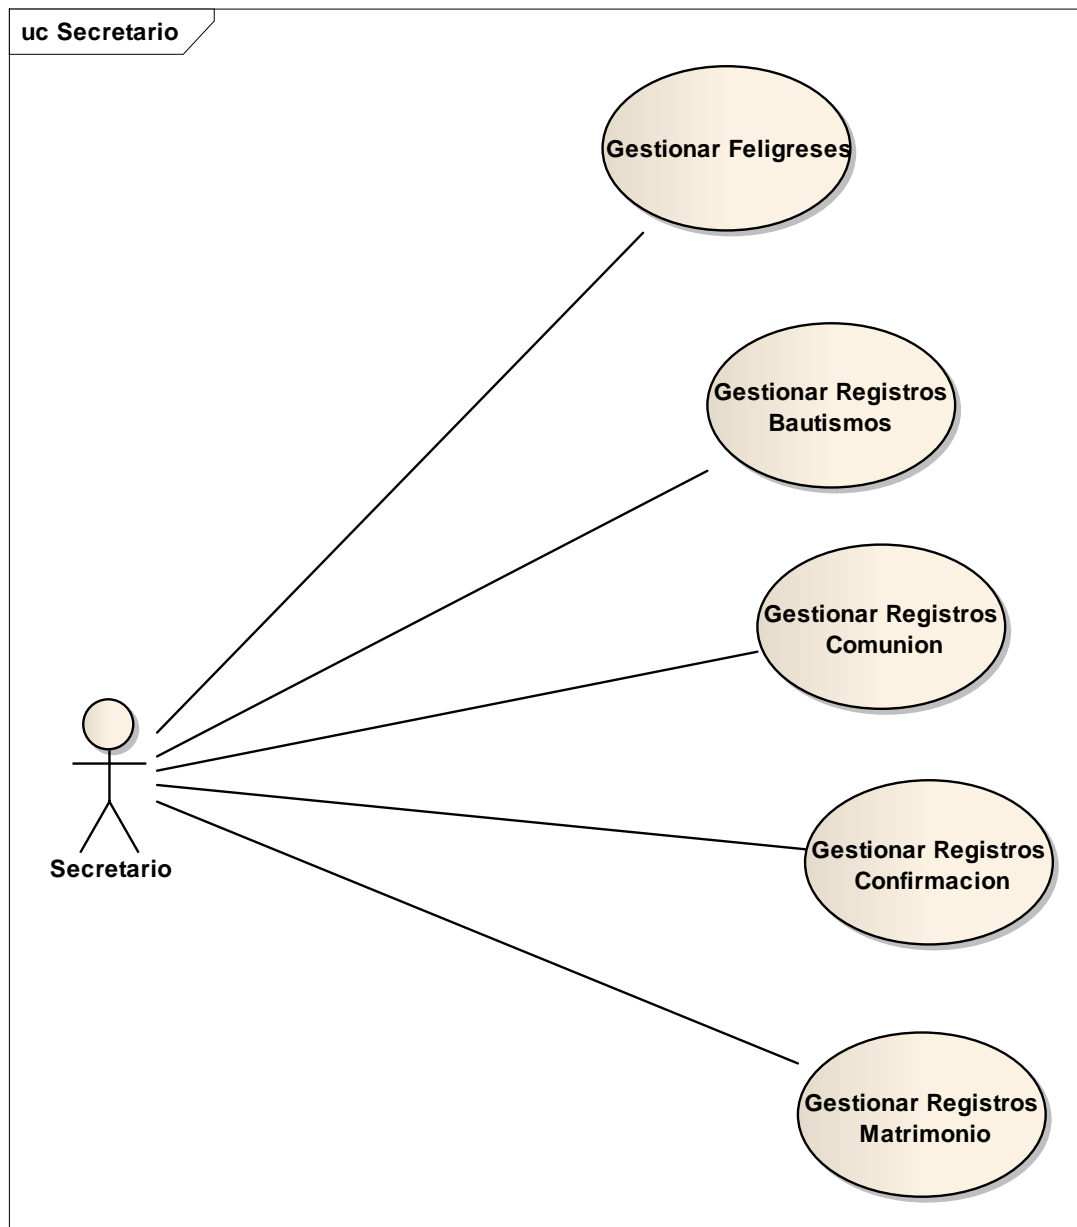 uc Secretario
Gestionar Feligreses
Gestionar Registros
Bautismos
Gestionar Registros
Comunion
Gestionar Registros
Confirmacion
Secretario
Gestionar Registros
Matrimonio